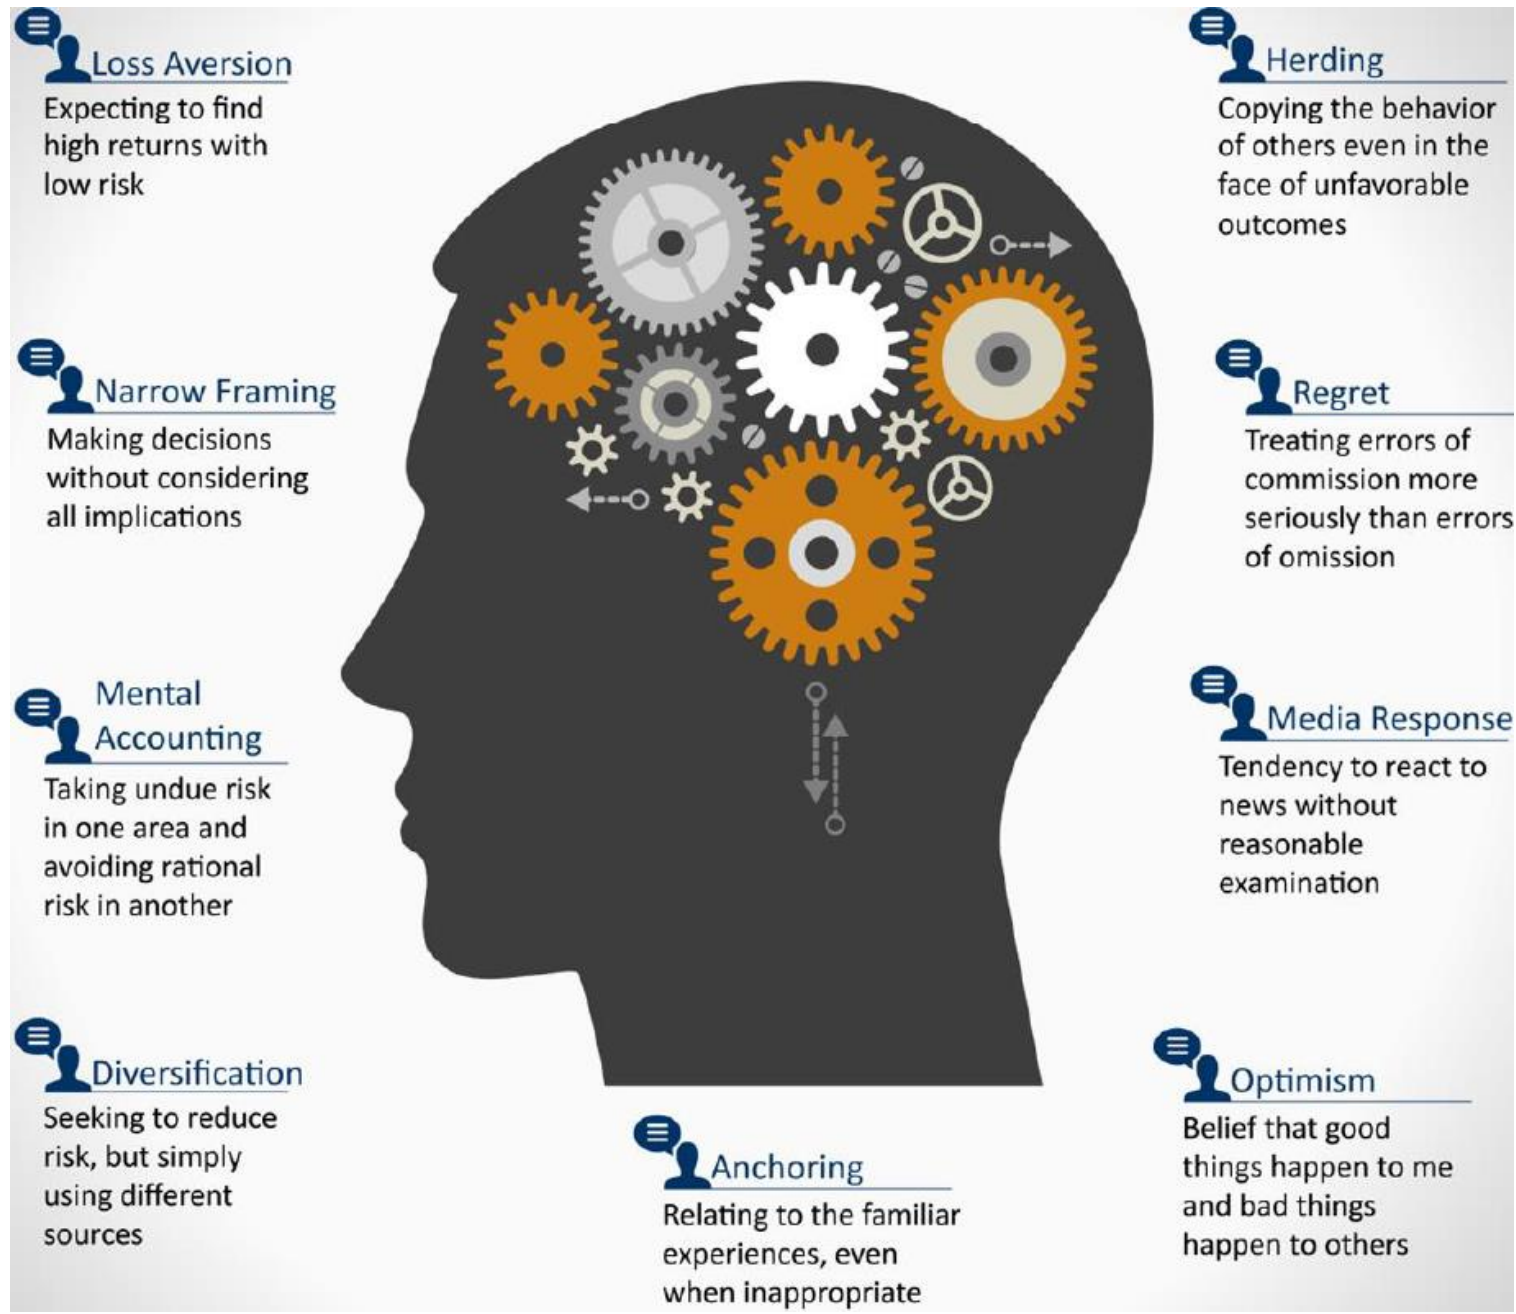 Loss Aversion
Expecting to find
high returns with
low risk
Narrow Framing
Making decisions
without considering
all implications
Mental
Accounting
Taking undue risk
in one area and
avoiding rational
risk in another
Diversification
Seeking to reduce
risk, but simply
using different
sources
Anchoring
Relating to the familiar
experiences, even
when inappropriate
Herding
Copying the behavior
of others even in the
face of unfavorable
outcomes
Regret
Treating errors of
commission more
seriously than errors
of omission
Media Response
Tendency to react to
news without
reasonable
examination
Optimism
Belief that good
things happen to me
and bad things
happen to others